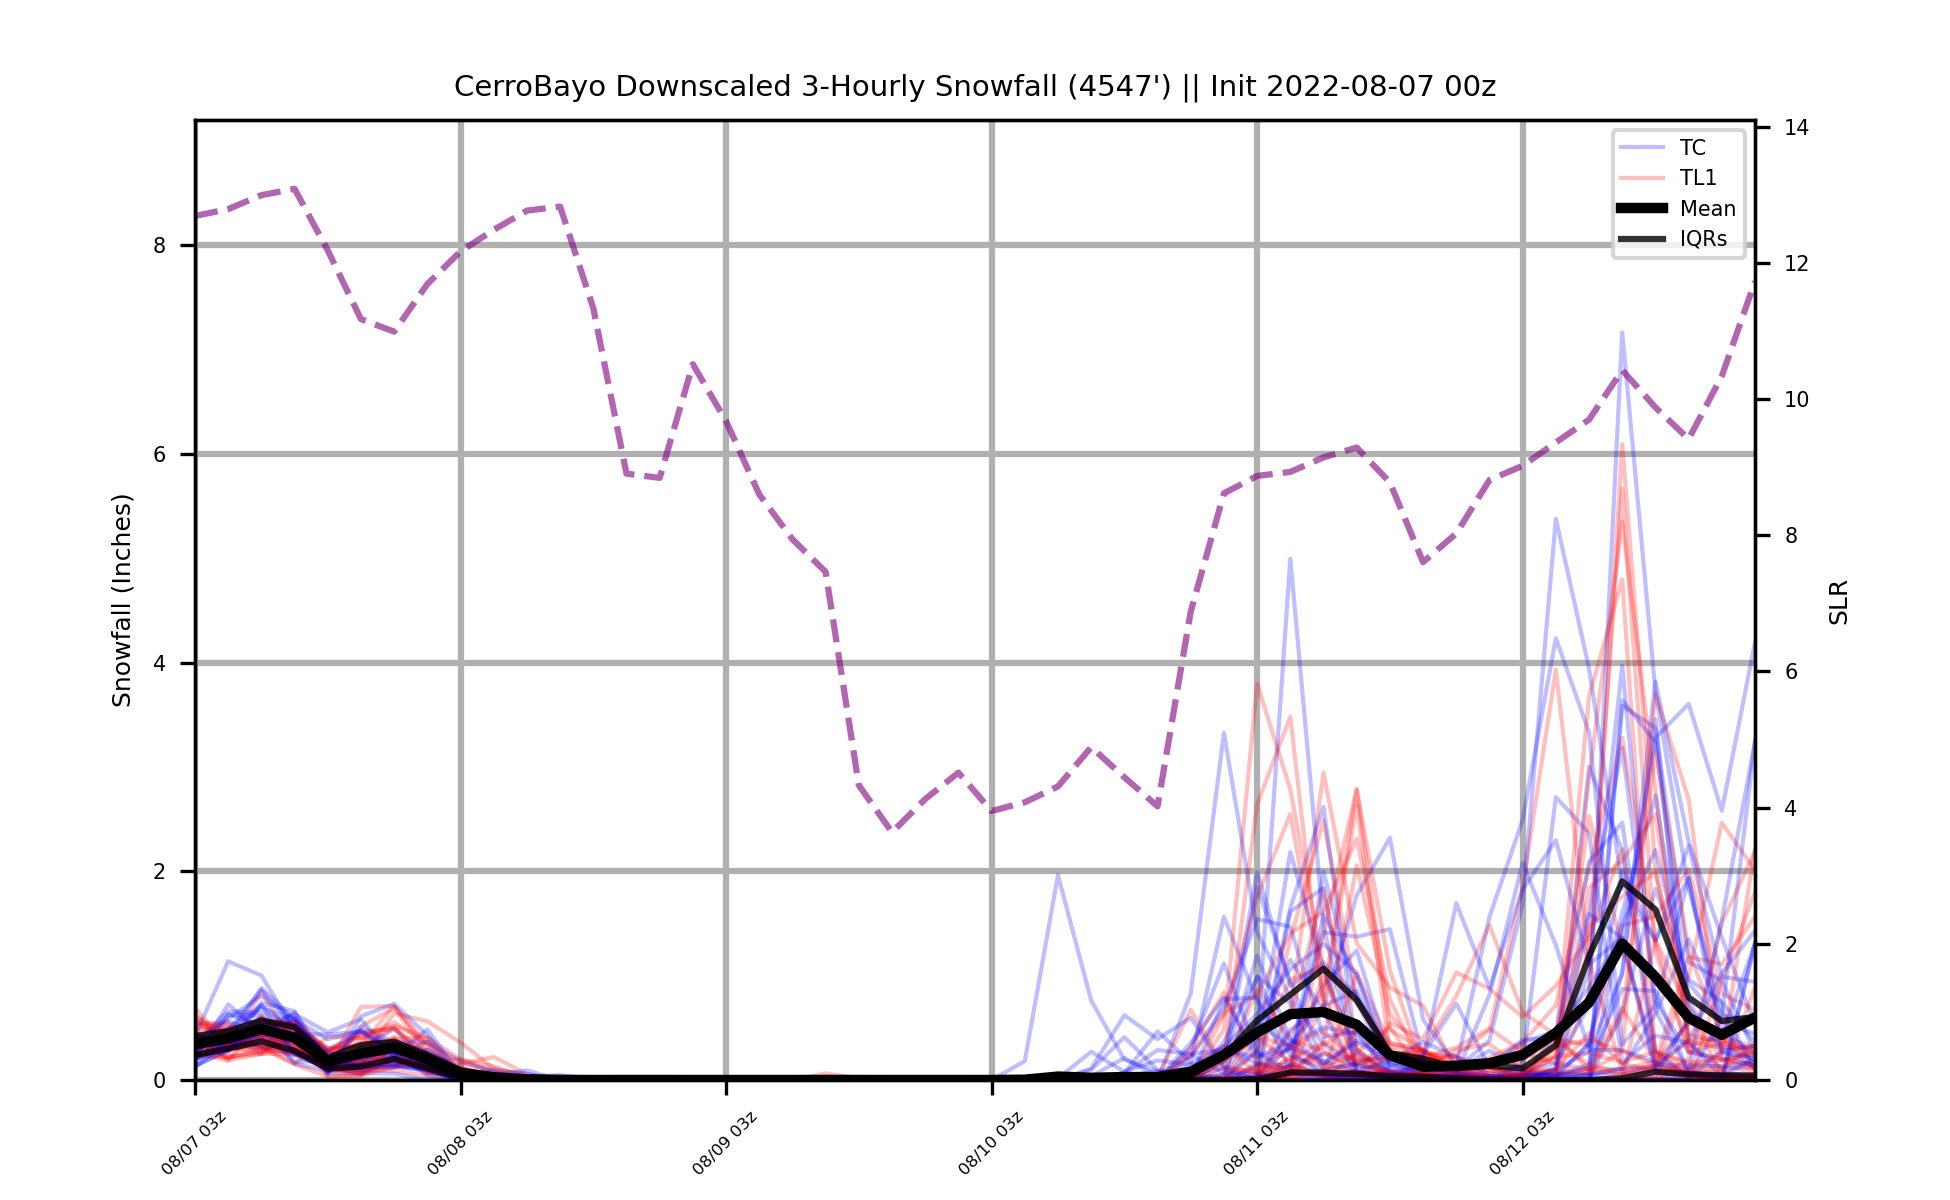 CerroBayo Downscaled 3-Hourly Snowfall (4547') || Init 2022-08-07 00z
TC
TL1
Mean
IQRs
Snowfall (Inches)
8
6
4
2
0
14
12
10
8
6
4
2
0
SLR
08/07 03z
08/08 03z
08/09 03z
08/10 03z
08/11 03z
08/12 03z